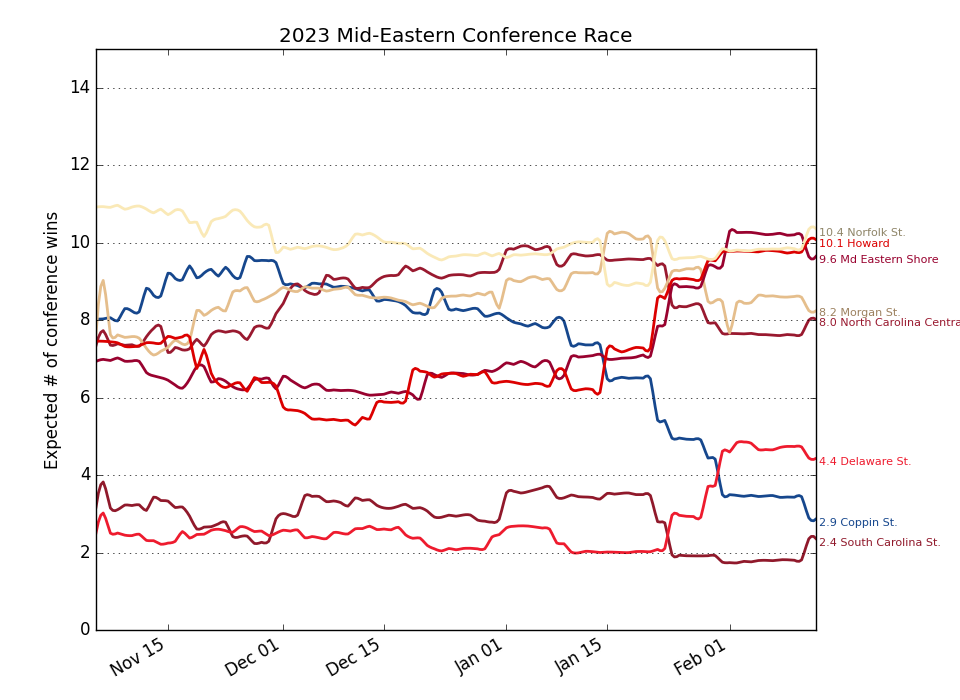 2023 Mid-Eastern Conference Race
Expected # of conference wins
14
12
10
8
6
4
2
0
Nov 15
Dec 01
Dec 15
Jan 01
Jan 15
Feb 01
10.4 Norfolk St.
10.1 Howard
9.6 Md Eastern Shore
8.2 Morgan St.
8.0 North Carolina Centra
4.4 Delaware St.
2.9 Coppin St.
2.4 South Carolina St.